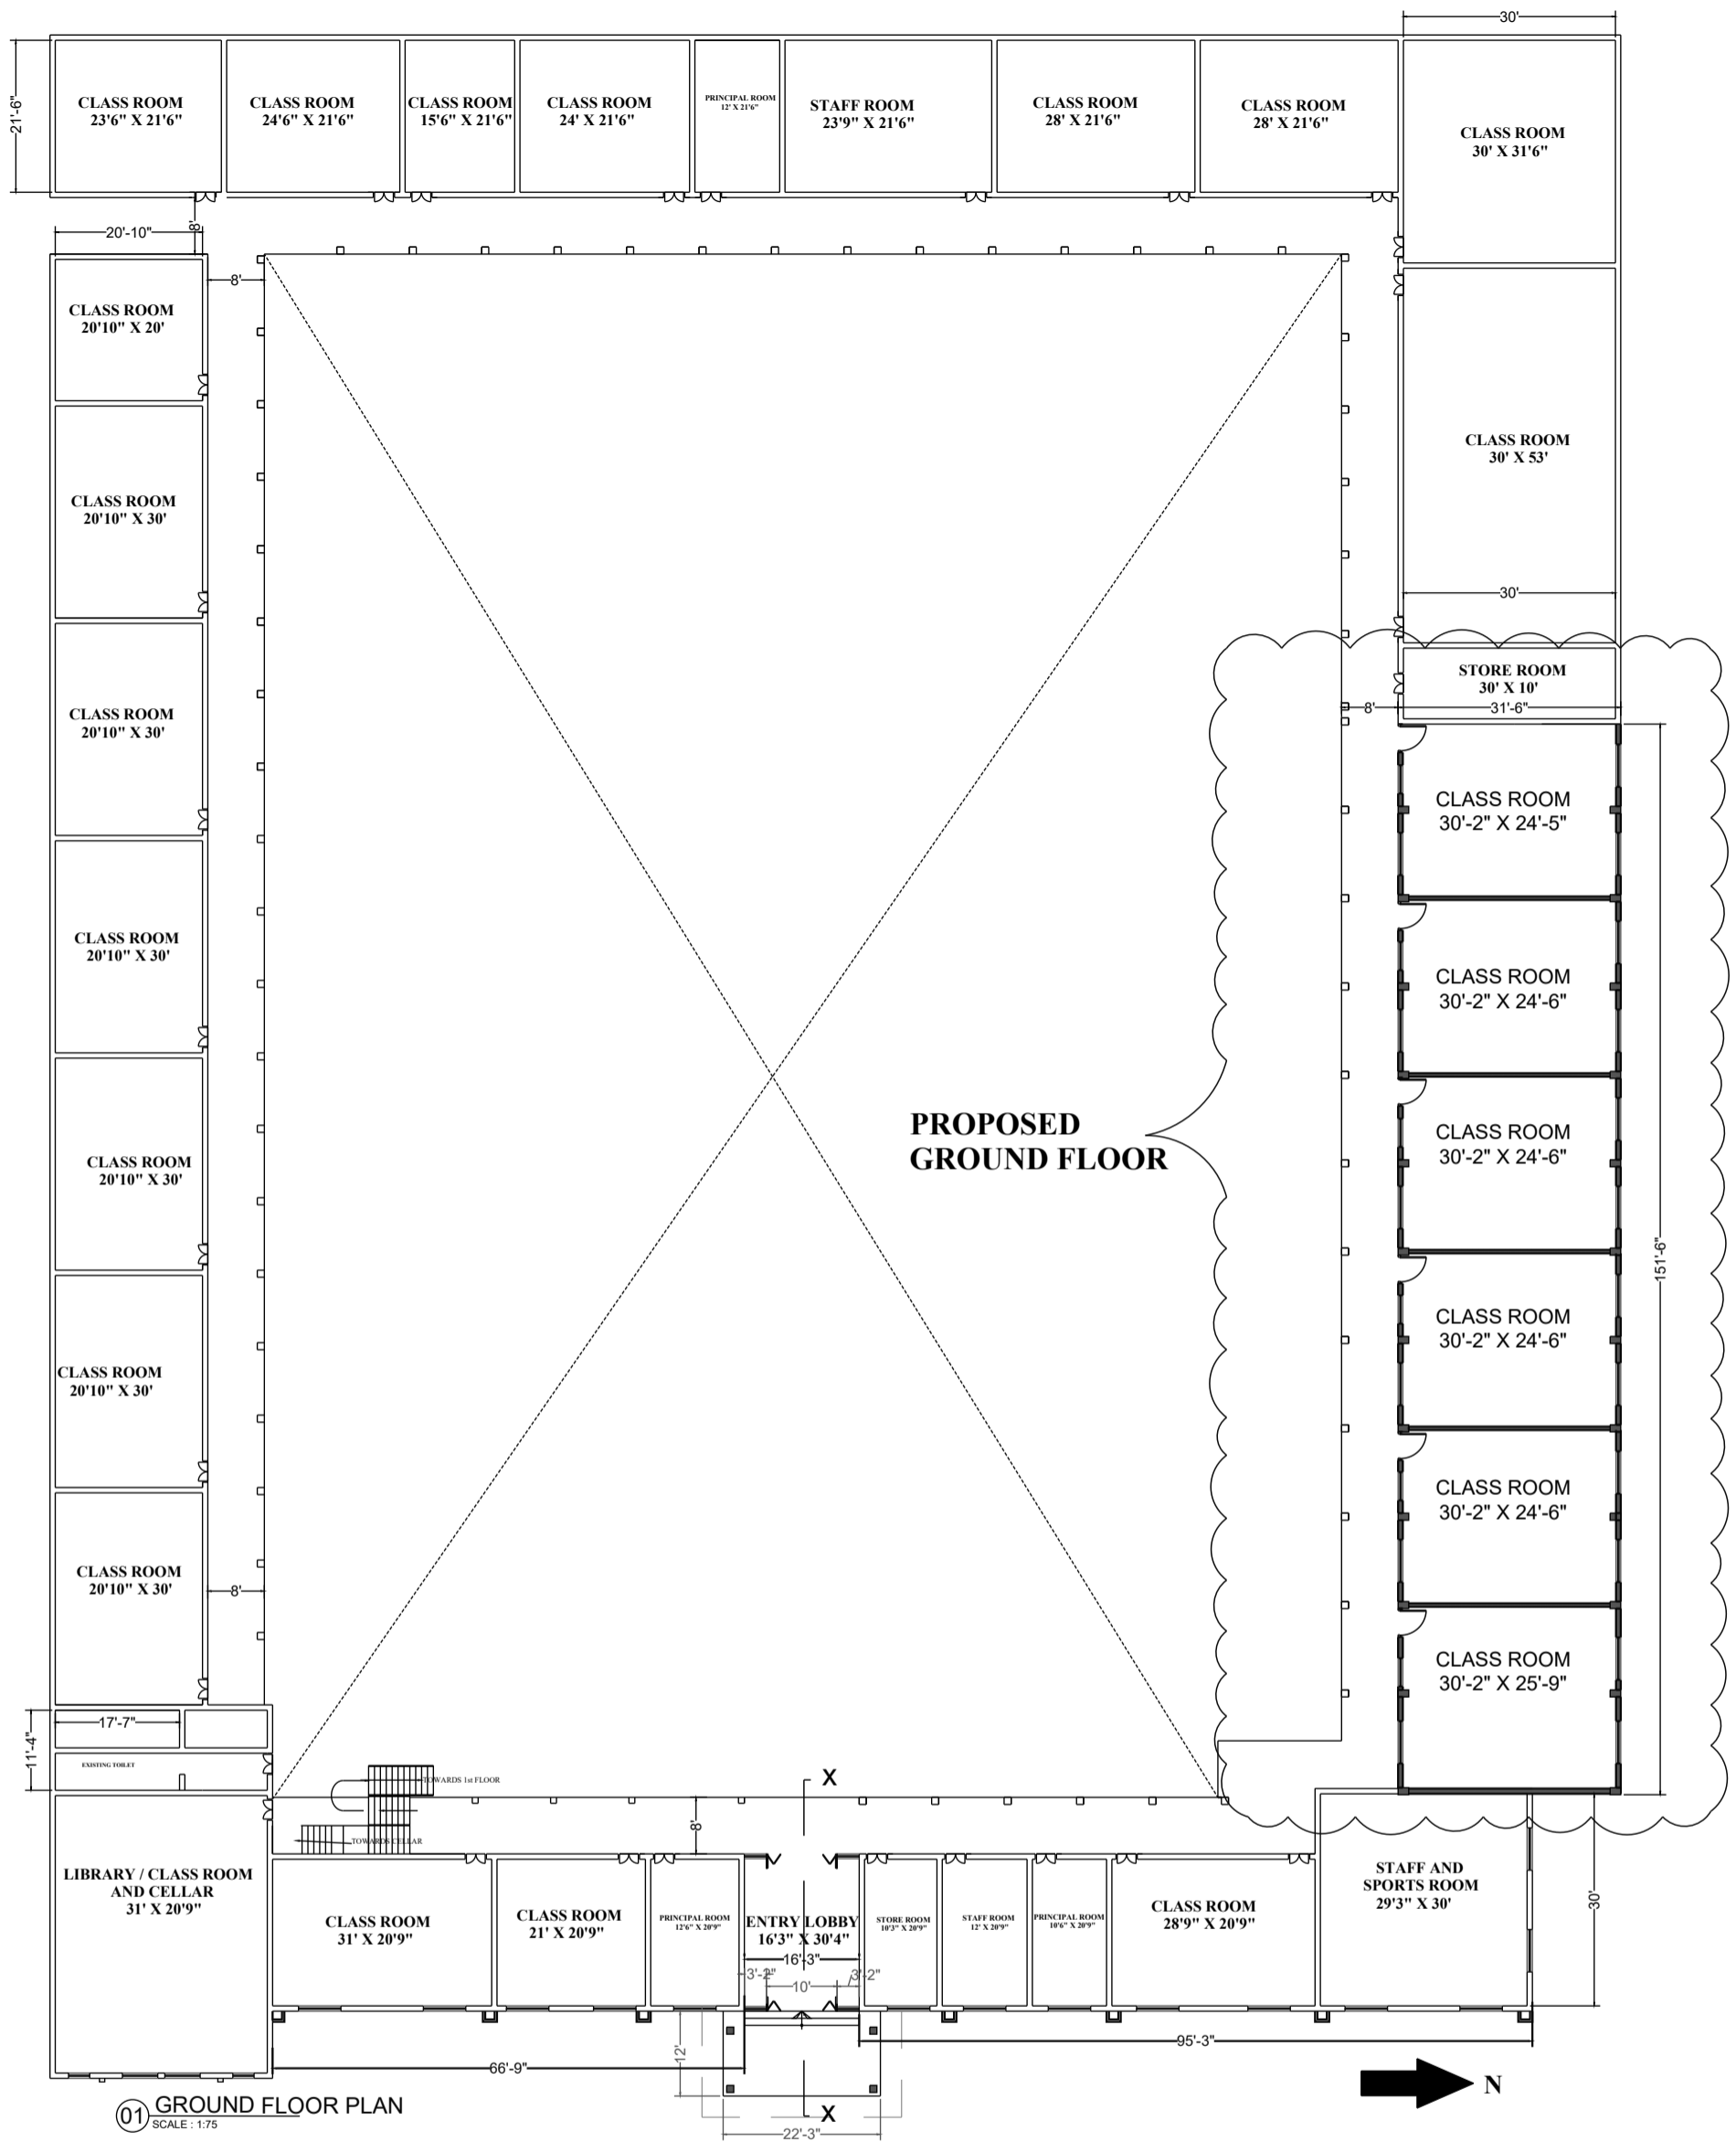 30'
21'-6"
CLASS ROOM
23'6" X 21'6"
CLASS ROOM
24'6" X 21'6"
CLASS ROOM
15'6" X 21'6"
CLASS ROOM
24' X 21'6"
PRINCIPAL ROOM
12' X 21'6"
STAFF ROOM
23'9" X 21'6"
CLASS ROOM
28' X 21'6"
CLASS ROOM
28' X 21'6"
CLASS ROOM
30' X 31'6"
20'-10"
8'
8'
CLASS ROOM
20'10" X 20'
CLASS ROOM
20'10" X 30'
CLASS ROOM
30' X 53'
30'
STORE ROOM
30' X 10'
8'
31'-6"
CLASS ROOM
20'10" X 30'
CLASS ROOM
30'-2" X 24'-5"
CLASS ROOM
20'10" X 30'
CLASS ROOM
30'-2" X 24'-6"
PROPOSED
GROUND FLOOR
CLASS ROOM
20'10" X 30'
CLASS ROOM
30'-2" X 24'-6"
151'-6"
CLASS ROOM
20'10" X 30'
CLASS ROOM
30'-2" X 24'-6"
CLASS ROOM
30'-2" X 24'-6"
CLASS ROOM
20'10" X 30'
8'
CLASS ROOM
30'-2" X 25'-9"
17'-7"
11'-4"
EXISTING TOILET
TOWARDS 1st FLOOR
TOWARDS CELLAR
X
8'
LIBRARY / CLASS ROOM
AND CELLAR
31' X 20'9"
CLASS ROOM
31' X 20'9"
CLASS ROOM
21' X 20'9"
PRINCIPAL ROOM
12'6" X 20'9"
ENTRY LOBBY
16'3" X 30'4"
16'-3"
3'-2"
10'
3'-2"
STORE ROOM
10'3" X 20'9"
STAFF ROOM
12' X 20'9"
PRINCIPAL ROOM
10'6" X 20'9"
CLASS ROOM
28'9" X 20'9"
STAFF AND
SPORTS ROOM
29'3" X 30'
30'
95'-3"
12'
66'-9"
N
X
22'-3"
01
GROUND FLOOR PLAN
SCALE : 1:75